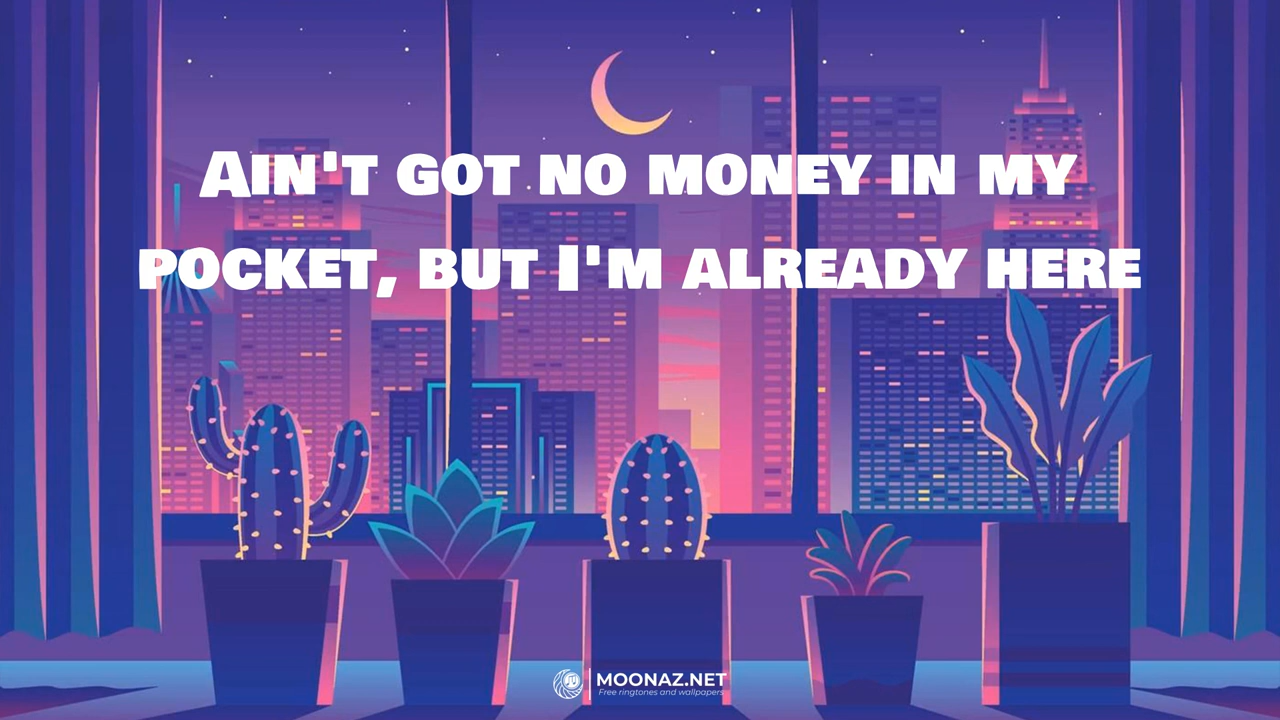 Ain't got no money in my
pocket, but I'm already here
MOONAZ.NET
Free ringtones and wallpapers